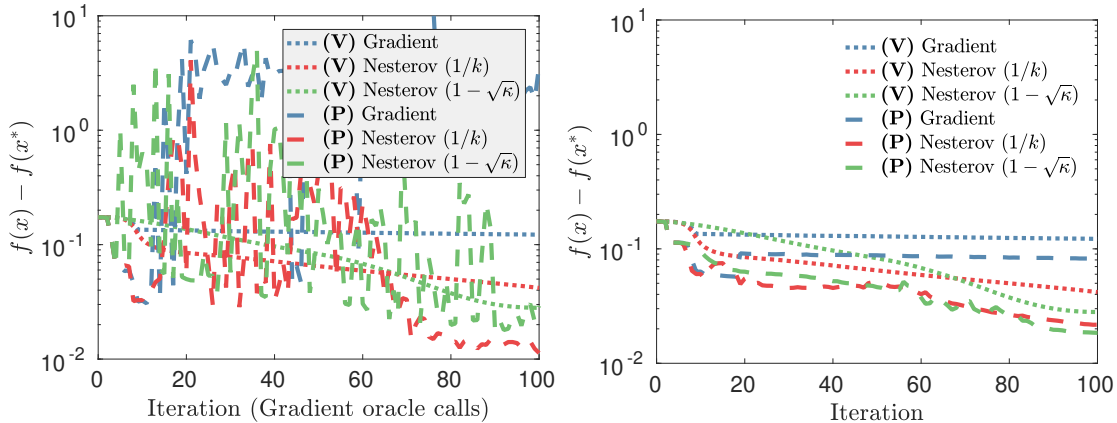 10^1
10^0
10^{-1}
10^{-2}
f(x) − f(x^*)
(V) Gradient
(V) Nesterov (1/k)
(V) Nesterov (1 − √κ)
(P) Gradient
(P) Nesterov (1/k)
(P) Nesterov (1 − √κ)
0 20 40 60 80 100
Iteration (Gradient oracle calls)
10^1
10^0
10^{-1}
10^{-2}
f(x) − f(x^*)
(V) Gradient
(V) Nesterov (1/k)
(V) Nesterov (1 − √κ)
(P) Gradient
(P) Nesterov (1/k)
(P) Nesterov (1 − √κ)
0 20 40 60 80 100
Iteration